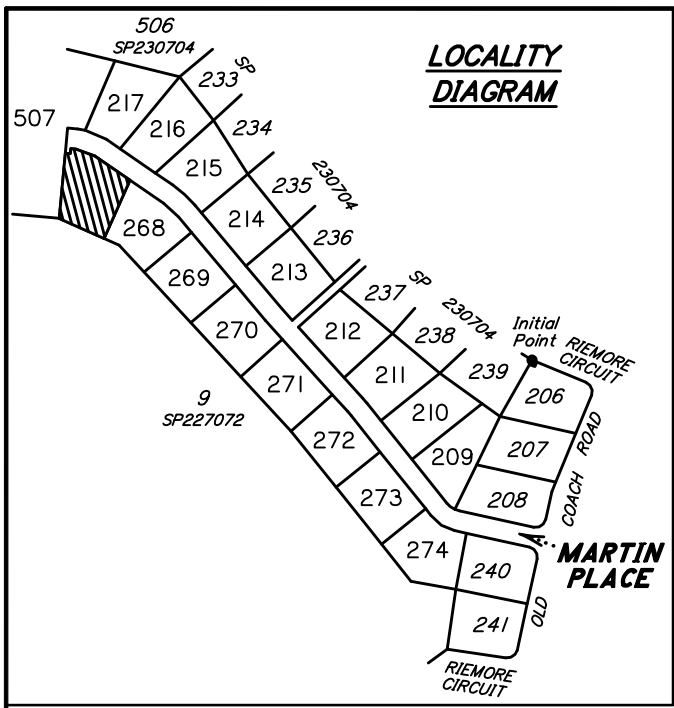 LOCALITY
DIAGRAM
506
SP230704
507
217
216
215
214
213
233
SP
234
235
230704
236
237
SP
238
230704
239
212
211
210
209
Initial
Point
RIEMORE
CIRCUIT
206
207
208
COACH
ROAD
268
269
270
271
272
273
274
9
SP227072
MARTIN
PLACE
240
241
OLD
RIEMORE
CIRCUIT